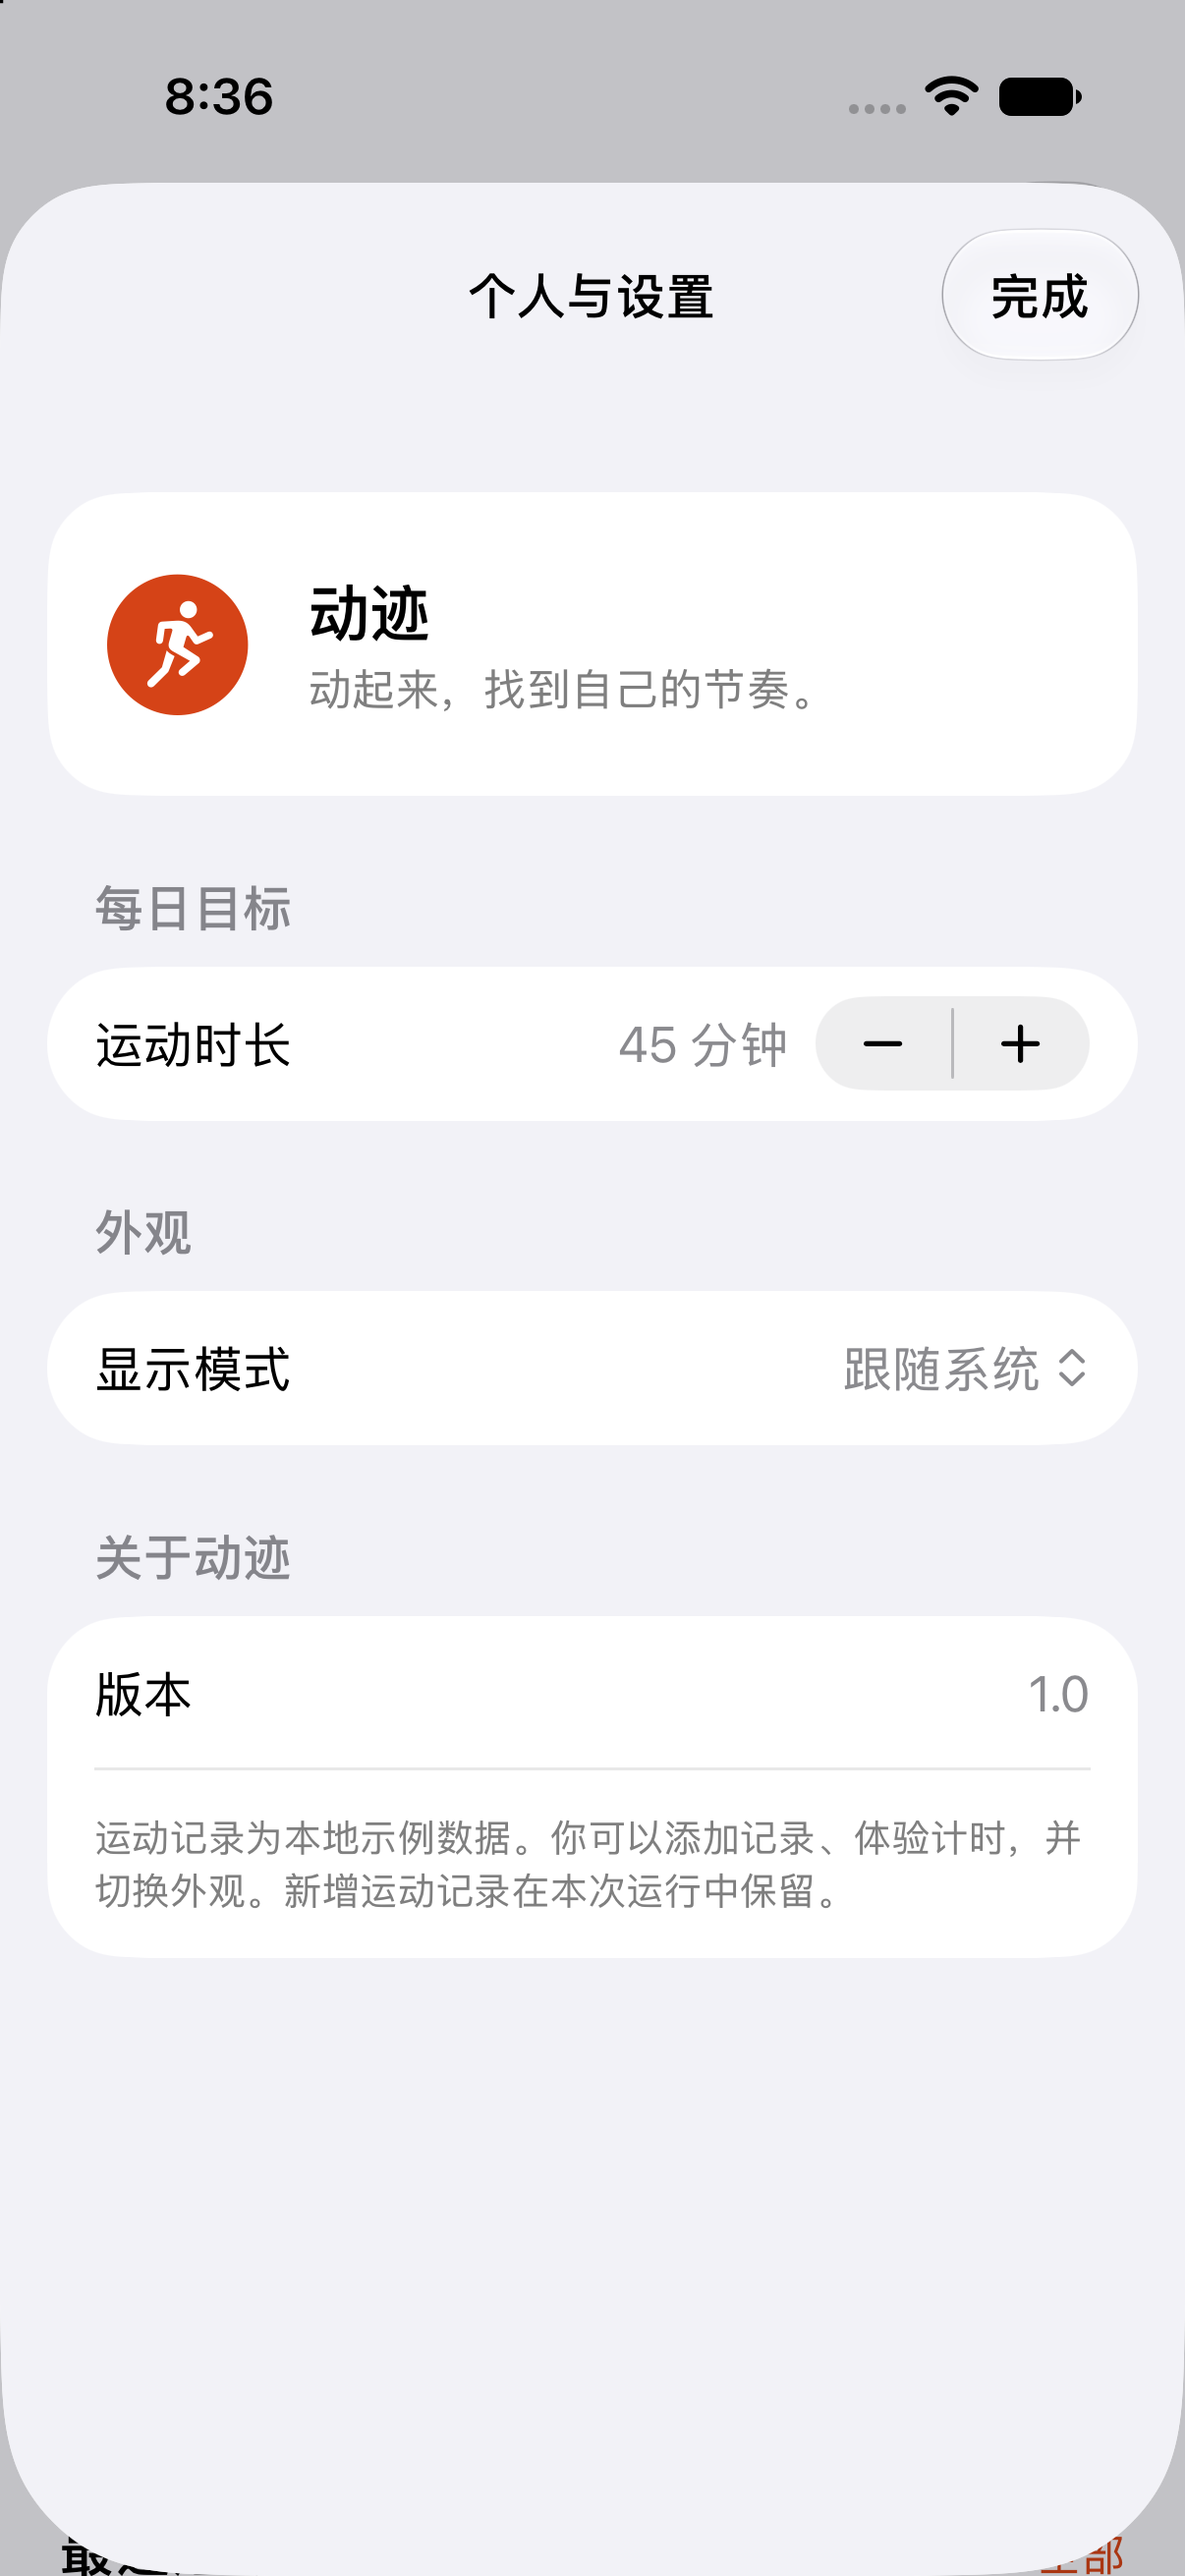 8:36
个人与设置
完成
动迹
动起来，找到自己的节奏。
每日目标
运动时长
45 分钟
外观
显示模式
跟随系统
关于动迹
版本
1.0
运动记录为本地示例数据。你可以添加记录、体验计时，并
切换外观。新增运动记录在本次运行中保留。
最近
全部